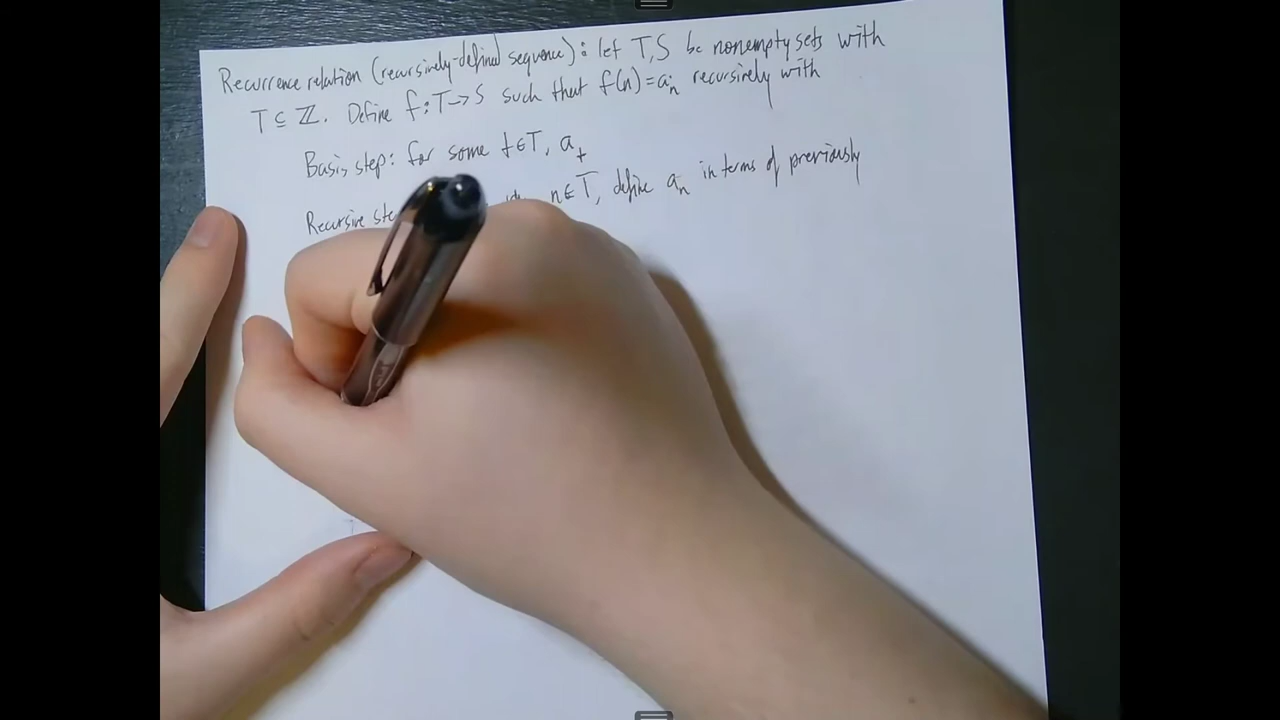 Recurrence relation (recursively-defined sequence): let T,S be nonempty sets with
T ⊆ ℤ. Define f: T→S such that f(n)=aₙ recursively with
Basis step: for some t∈T, aₜ
Recursive n∈T, define aₙ in terms of previously